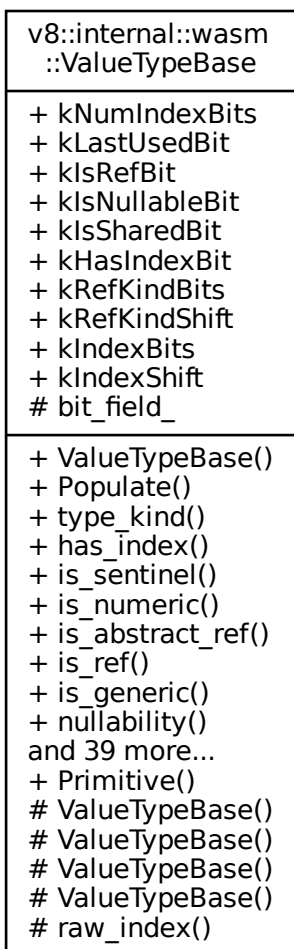 v8::internal::wasm
::ValueTypeBase
+ kNumIndexBits
+ kLastUsedBit
+ kIsRefBit
+ kIsNullableBit
+ kIsSharedBit
+ kHasIndexBit
+ kRefKindBits
+ kRefKindShift
+ kIndexBits
+ kIndexShift
# bit_field_
+ ValueTypeBase()
+ Populate()
+ type_kind()
+ has_index()
+ is_sentinel()
+ is_numeric()
+ is_abstract_ref()
+ is_ref()
+ is_generic()
+ nullability()
and 39 more...
+ Primitive()
# ValueTypeBase()
# ValueTypeBase()
# ValueTypeBase()
# ValueTypeBase()
# raw_index()